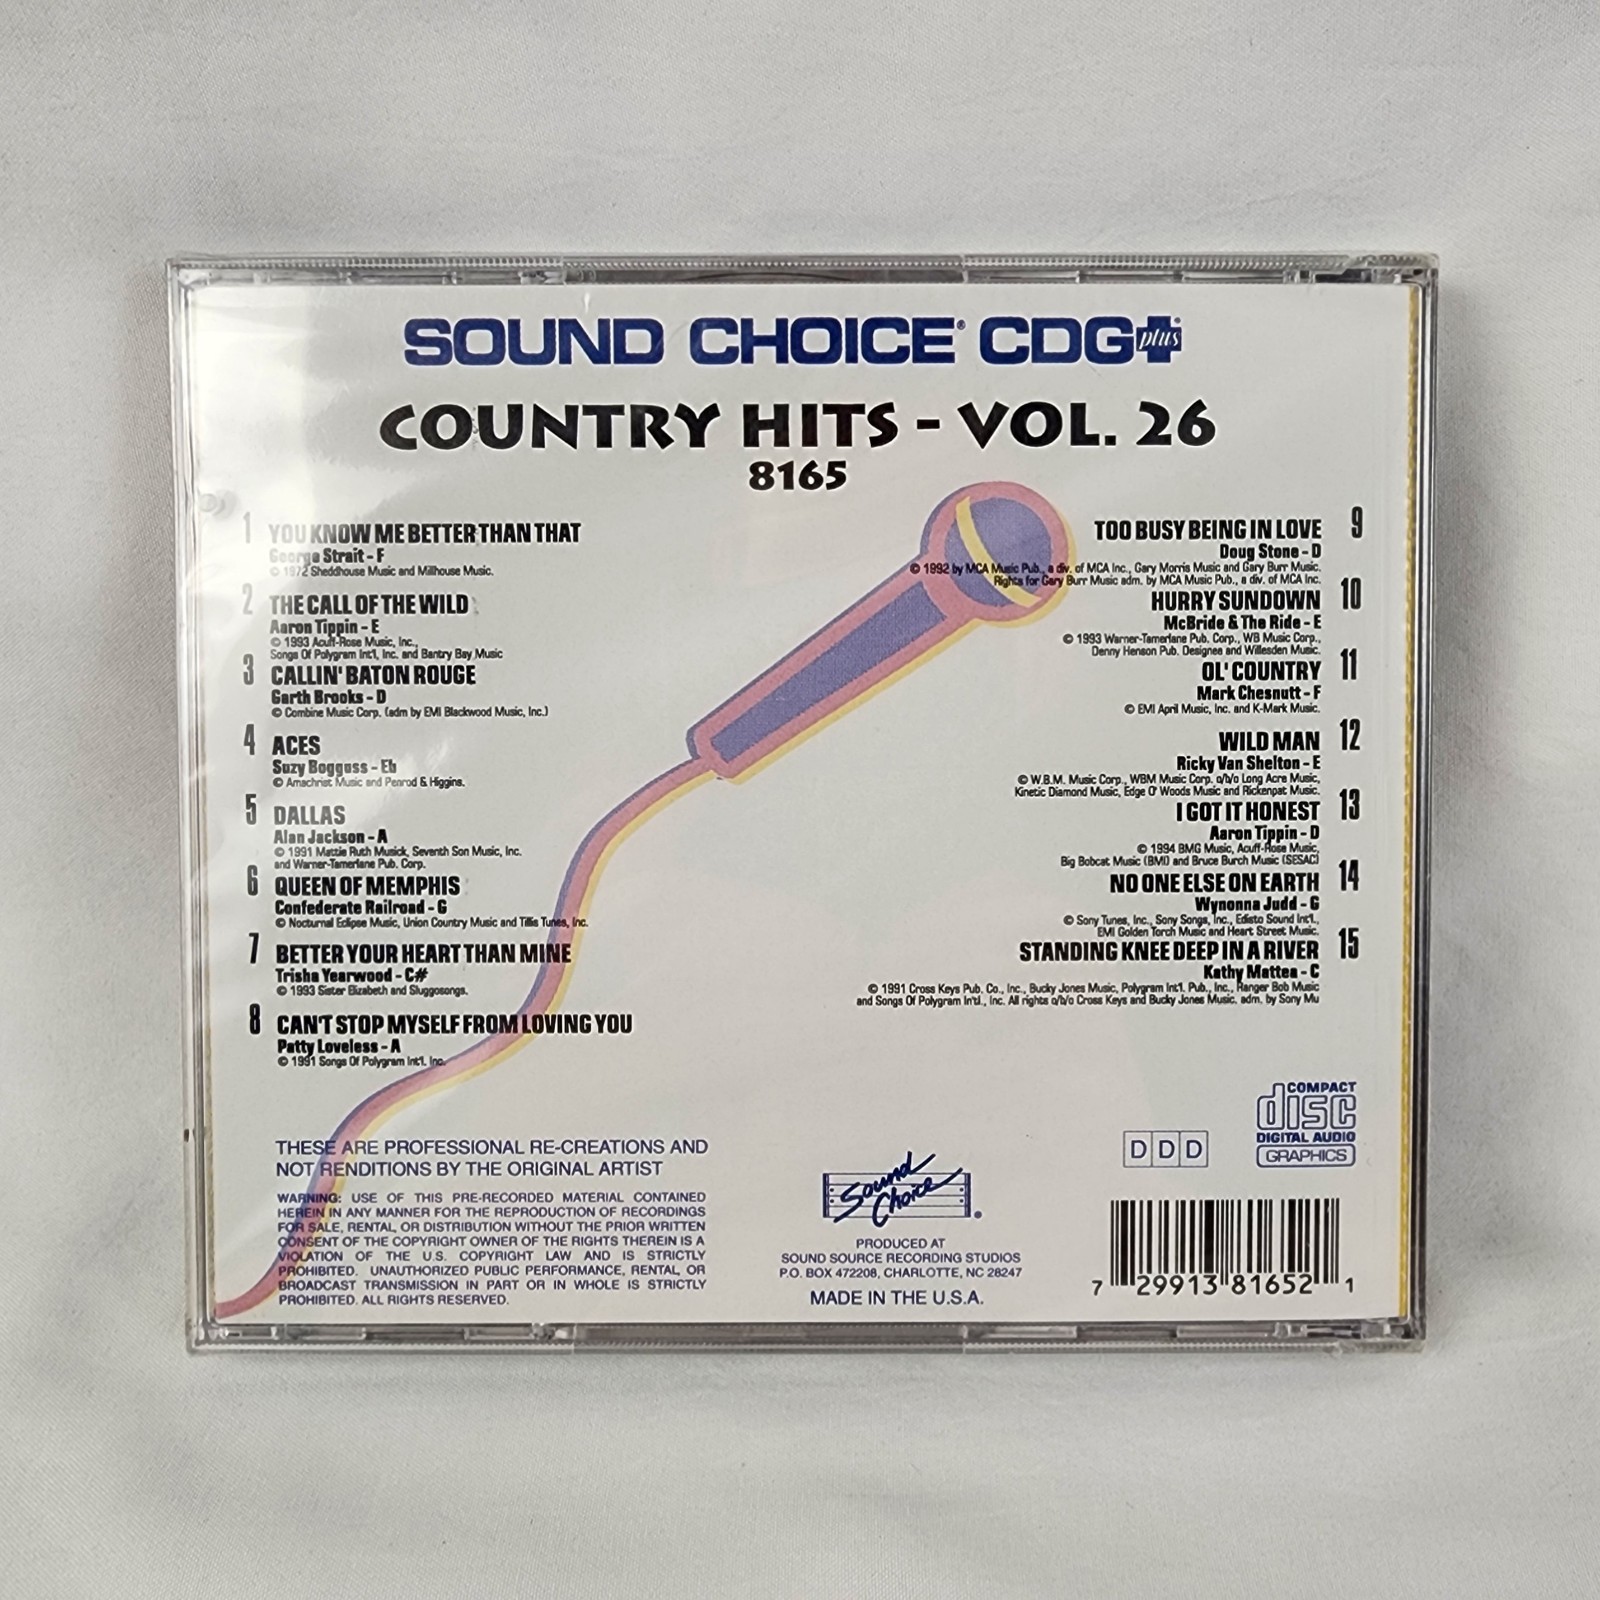 SOUND CHOICE® CDG plus®
COUNTRY HITS - VOL. 26
8165
1 YOU KNOW ME BETTER THAN THAT
George Strait - F
© 1972 Sheddhouse Music and Millhouse Music.
2 THE CALL OF THE WILD
Aaron Tippin - E
© 1993 Acuff-Rose Music, Inc.,
Songs Of Polygram Int'l, Inc. and Bantry Bay Music
3 CALLIN' BATON ROUGE
Garth Brooks - D
© Combine Music Corp. (adm by EMI Blackwood Music, Inc.)
4 ACES
Suzy Bogguss - Eb
© Amachrist Music and Penrod & Higgins.
5 DALLAS
Alan Jackson - A
© 1991 Mattie Ruth Musick, Seventh Son Music, Inc.
and Warner-Tamerlane Pub. Corp.
6 QUEEN OF MEMPHIS
Confederate Railroad - G
© Nocturnal Eclipse Music, Union Country Music and Tillis Tunes, Inc.
7 BETTER YOUR HEART THAN MINE
Trisha Yearwood - C#
© 1993 Sister Elizabeth and Sluggosongs.
8 CAN'T STOP MYSELF FROM LOVING YOU
Patty Loveless - A
© 1991 Songs Of Polygram Int'l. Inc.
TOO BUSY BEING IN LOVE 9
Doug Stone - D
© 1992 by MCA Music Pub., a div. of MCA Inc., Gary Morris Music and Gary Burr Music.
Rights for Gary Burr Music adm. by MCA Music Pub., a div. of MCA Inc.
HURRY SUNDOWN 10
McBride & The Ride - E
© 1993 Warner-Tamerlane Pub. Corp., WB Music Corp.,
Denny Henson Pub. Designee and Willesden Music.
OL' COUNTRY 11
Mark Chesnutt - F
© EMI April Music, Inc. and K-Mark Music.
WILD MAN 12
Ricky Van Shelton - E
© W.B.M. Music Corp., WBM Music Corp. o/b/o Long Acre Music,
Kinetic Diamond Music, Edge O' Woods Music and Rickenpat Music.
I GOT IT HONEST 13
Aaron Tippin - D
© 1994 BMG Music, Acuff-Rose Music,
Big Bobcat Music (BMI) and Bruce Burch Music (SESAC)
NO ONE ELSE ON EARTH 14
Wynonna Judd - G
© Sony Tunes, Inc., Sony Songs, Inc., Edisto Sound Int'l.,
EMI Golden Torch Music and Heart Street Music.
STANDING KNEE DEEP IN A RIVER 15
Kathy Mattea - C
© 1991 Cross Keys Pub. Co., Inc., Bucky Jones Music, Polygram Int'l. Pub., Inc., Ranger Bob Music
and Songs Of Polygram Int'l., Inc. All rights o/b/o Cross Keys and Bucky Jones Music. adm. by Sony Mu
THESE ARE PROFESSIONAL RE-CREATIONS AND
NOT RENDITIONS BY THE ORIGINAL ARTIST
WARNING: USE OF THIS PRE-RECORDED MATERIAL CONTAINED
HEREIN IN ANY MANNER FOR THE REPRODUCTION OF RECORDINGS
FOR SALE, RENTAL, OR DISTRIBUTION WITHOUT THE PRIOR WRITTEN
CONSENT OF THE COPYRIGHT OWNER OF THE RIGHTS THEREIN IS A
VIOLATION OF THE U.S. COPYRIGHT LAW AND IS STRICTLY
PROHIBITED. UNAUTHORIZED PUBLIC PERFORMANCE, RENTAL, OR
BROADCAST TRANSMISSION IN PART OR IN WHOLE IS STRICTLY
PROHIBITED. ALL RIGHTS RESERVED.
Sound
Choice®
PRODUCED AT
SOUND SOURCE RECORDING STUDIOS
P.O. BOX 472208, CHARLOTTE, NC 28247
MADE IN THE U.S.A.
DDD
COMPACT
disc
DIGITAL AUDIO
GRAPHICS
7 29913 81652 1